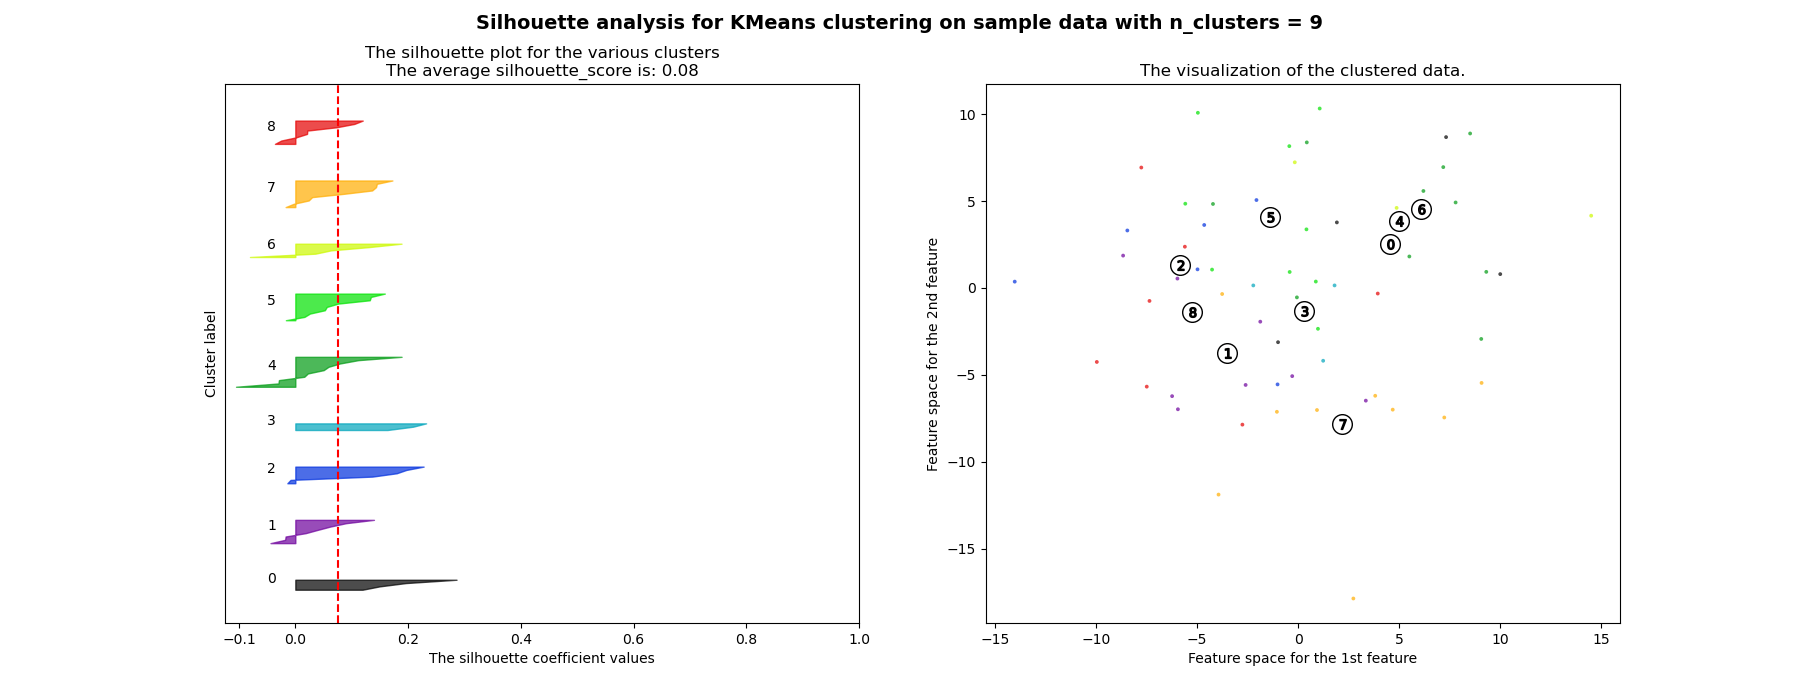 Silhouette analysis for KMeans clustering on sample data with n_clusters = 9
The silhouette plot for the various clusters
The average silhouette_score is: 0.08
8
7
6
5
4
3
2
1
0
Cluster label
−0.1 0.0 0.2 0.4 0.6 0.8 1.0
The silhouette coefficient values
The visualization of the clustered data.
10
5
0
−5
−10
−15
Feature space for the 2nd feature
5 4 6
0
2
8 3
1
7
−15 −10 −5 0 5 10 15
Feature space for the 1st feature